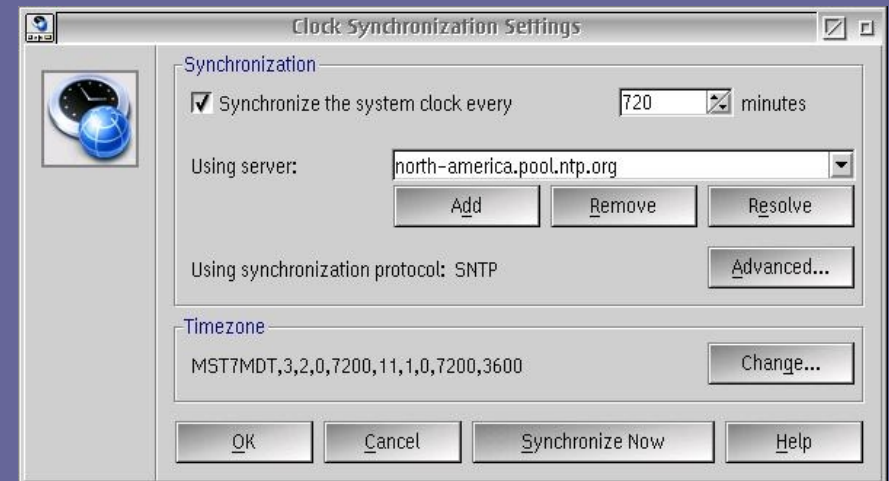 Clock Synchronization Settings
Synchronization
Synchronize the system clock every 720 minutes
Using server: north-america.pool.ntp.org
Add Remove Resolve
Using synchronization protocol: SNTP Advanced...
Timezone
MST7MDT,3,2,0,7200,11,1,0,7200,3600 Change...
OK Cancel Synchronize Now Help